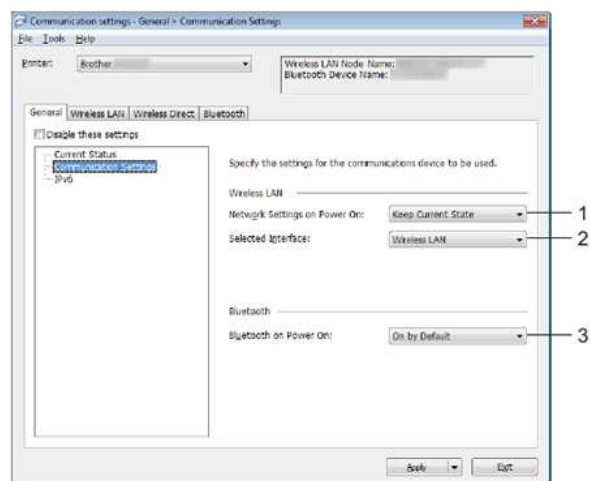 Communication settings - General > Communication Settings
File Tools Help
Printer: Brother
Wireless LAN Node Name:
Bluetooth Device Name:
General Wireless LAN Wireless Direct Bluetooth
Disable these settings
Current Status
Communication Settings
IPv6
Specify the settings for the communications device to be used.
Wireless LAN
Network Settings on Power On: Keep Current State 1
Selected Interface: Wireless LAN 2
Bluetooth
Bluetooth on Power On: On by Default 3
Apply Exit